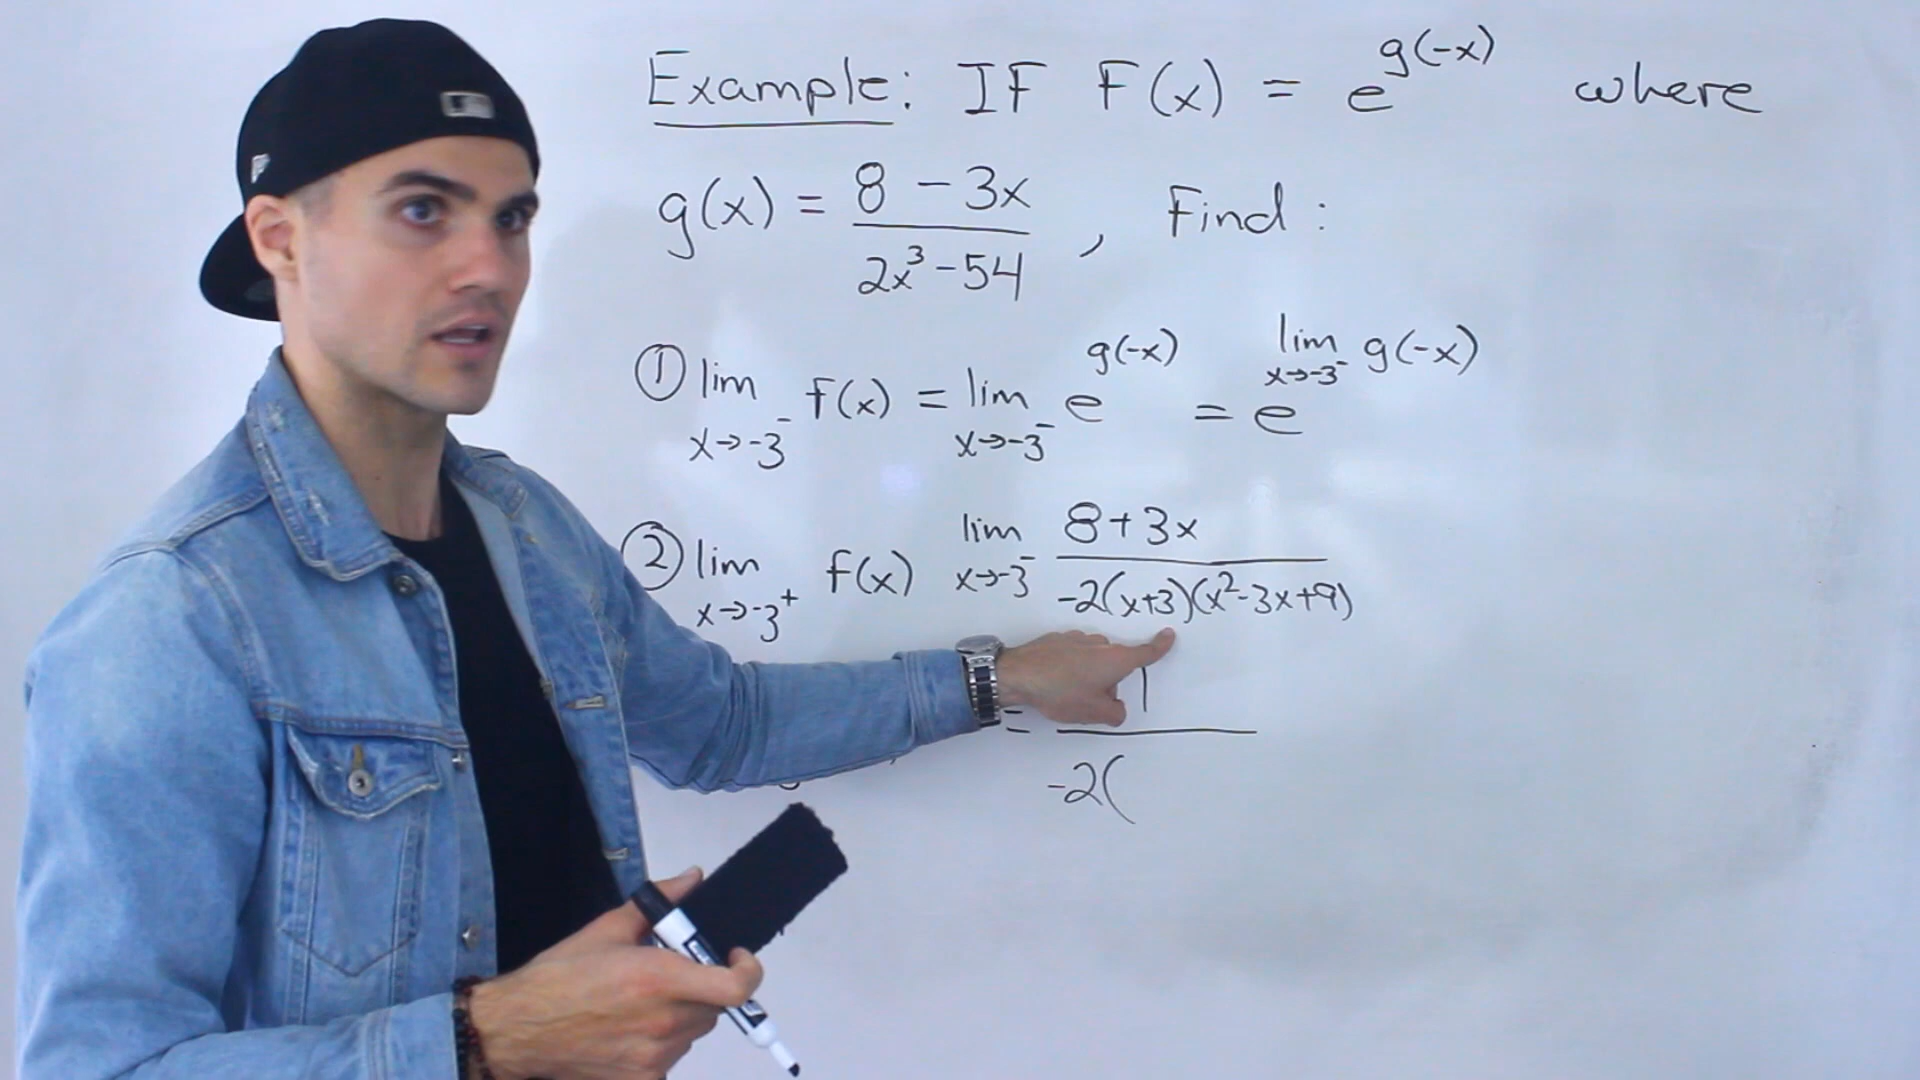 Example: IF F(x) = e^g(-x) where
g(x) = 8 - 3x / 2x³-54 , Find :
① lim x→-3⁻ f(x) = lim x→-3⁻ e^g(-x) = e^lim x→-3⁻ g(-x)
② lim x→-3⁺ f(x) lim x→-3⁻ 8+3x / -2(x+3)(x²-3x+9)
= 1 / -2(